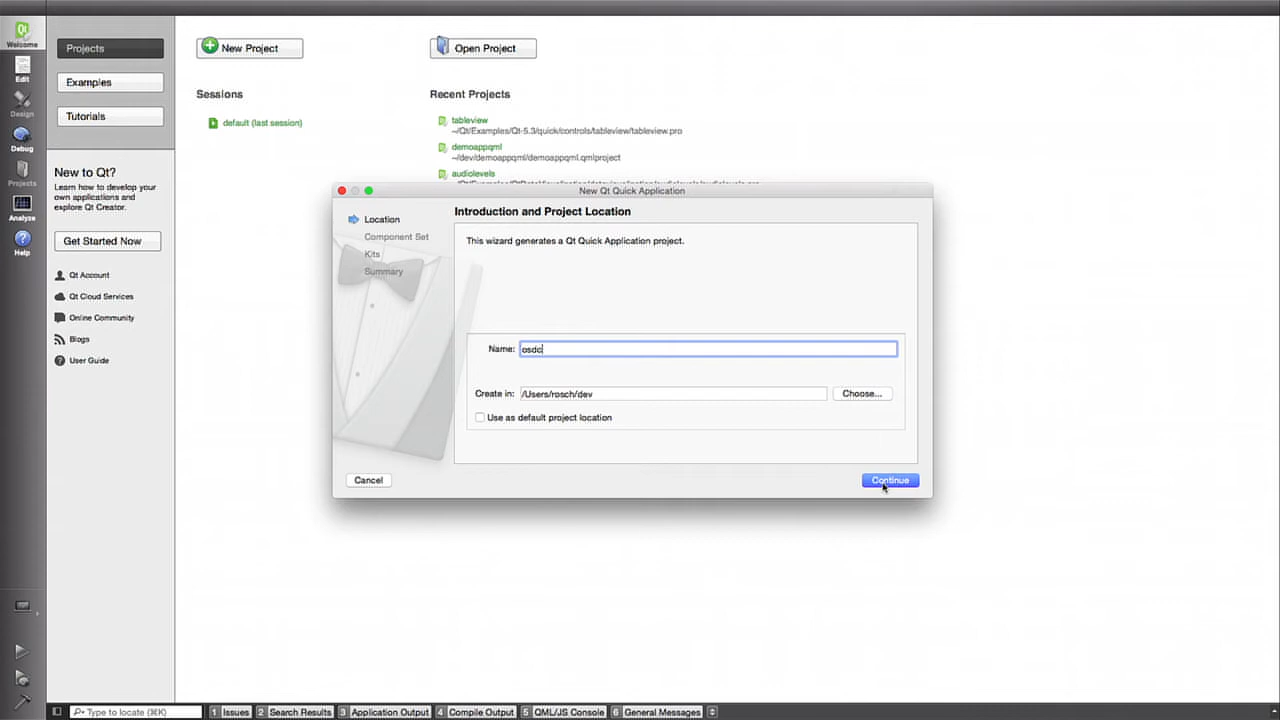 Welcome
Edit
Design
Debug
Projects
Analyze
Help
Projects
Examples
Tutorials
New to Qt?
Learn how to develop your
own applications and
explore Qt Creator.
Get Started Now
Qt Account
Qt Cloud Services
Online Community
Blogs
User Guide
New Project
Open Project
Sessions
default (last session)
Recent Projects
tableview
~/Qt/Examples/Qt-5.3/quick/controls/tableview/tableview.pro
demoappqml
~/dev/demoappqml/demoappqml.qmlproject
audiolevels
New Qt Quick Application
Location
Component Set
Kits
Summary
Introduction and Project Location
This wizard generates a Qt Quick Application project.
Name: osdc
Create in: /Users/rosch/dev
Choose...
Use as default project location
Cancel
Continue
Type to locate (⌘K)
1 Issues
2 Search Results
3 Application Output
4 Compile Output
5 QML/JS Console
6 General Messages